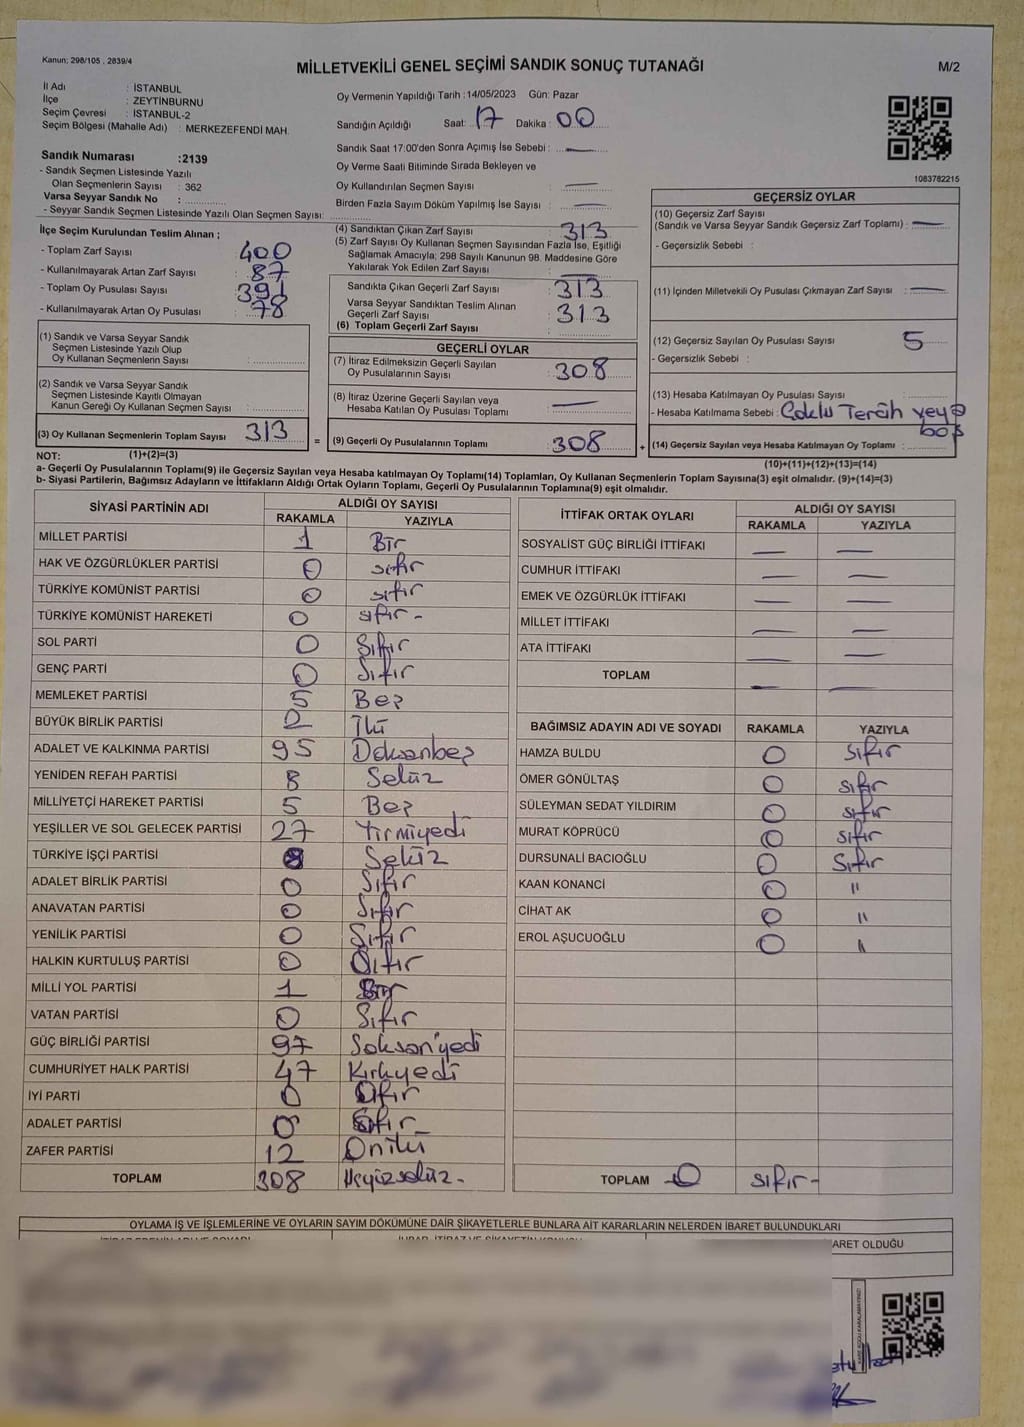 Kanun; 298/105 , 2839/4
MİLLETVEKİLİ GENEL SEÇİMİ SANDIK SONUÇ TUTANAĞI
M/2
İl Adı : İSTANBUL
İlçe : ZEYTİNBURNU
Seçim Çevresi : İSTANBUL-2
Seçim Bölgesi (Mahalle Adı) : MERKEZEFENDİ MAH.
Sandık Numarası :2139
- Sandık Seçmen Listesinde Yazılı
Olan Seçmenlerin Sayısı : 362
Varsa Seyyar Sandık No :
- Seyyar Sandık Seçmen Listesinde Yazılı Olan Seçmen Sayısı:
Oy Vermenin Yapıldığı Tarih :14/05/2023 Gün: Pazar
Sandığın Açıldığı Saat: 17 Dakika : 00
Sandık Saat 17:00'den Sonra Açımış İse Sebebi : —
Oy Verme Saati Bitiminde Sırada Bekleyen ve
Oy Kullandırılan Seçmen Sayısı : —
Birden Fazla Sayım Döküm Yapılmış İse Sayısı : —
1083782215
İlçe Seçim Kurulundan Teslim Alınan ;
- Toplam Zarf Sayısı : 400
- Kullanılmayarak Artan Zarf Sayısı : 87
- Toplam Oy Pusulası Sayısı : 391
- Kullanılmayarak Artan Oy Pusulası : 78
(1) Sandık ve Varsa Seyyar Sandık
Seçmen Listesinde Yazılı Olup
Oy Kullanan Seçmenlerin Sayısı :
(2) Sandık ve Varsa Seyyar Sandık
Seçmen Listesinde Kayıtlı Olmayan
Kanun Gereği Oy Kullanan Seçmen Sayısı :
(3) Oy Kullanan Seçmenlerin Toplam Sayısı : 313
(4) Sandıktan Çıkan Zarf Sayısı : 313
(5) Zarf Sayısı Oy Kullanan Seçmen Sayısından Fazla İse, Eşitliği
Sağlamak Amacıyla; 298 Sayılı Kanunun 98. Maddesine Göre
Yakılarak Yok Edilen Zarf Sayısı : —
Sandıkta Çıkan Geçerli Zarf Sayısı : 313
Varsa Seyyar Sandıktan Teslim Alınan
Geçerli Zarf Sayısı : 313
(6) Toplam Geçerli Zarf Sayısı :
GEÇERLİ OYLAR
(7) İtiraz Edilmeksizin Geçerli Sayılan
Oy Pusulalarının Sayısı : 308
(8) İtiraz Üzerine Geçerli Sayılan veya
Hesaba Katılan Oy Pusulası Toplamı : —
= (9) Geçerli Oy Pusulalarının Toplamı : 308 +
GEÇERSİZ OYLAR
(10) Geçersiz Zarf Sayısı
(Sandık ve Varsa Seyyar Sandık Geçersiz Zarf Toplamı) : —
- Geçersizlik Sebebi :
(11) İçinden Milletvekili Oy Pusulası Çıkmayan Zarf Sayısı : —
(12) Geçersiz Sayılan Oy Pusulası Sayısı : 5
- Geçersizlik Sebebi :
(13) Hesaba Katılmayan Oy Pusulası Sayısı :
- Hesaba Katılmama Sebebi : Çoklu Tercih veya
boş
(14) Geçersiz Sayılan veya Hesaba Katılmayan Oy Toplamı :
NOT: (1)+(2)=(3)
(10)+(11)+(12)+(13)=(14)
a- Geçerli Oy Pusulalarının Toplamı(9) ile Geçersiz Sayılan veya Hesaba katılmayan Oy Toplamı(14) Toplamları, Oy Kullanan Seçmenlerin Toplam Sayısına(3) eşit olmalıdır. (9)+(14)=(3)
b- Siyasi Partilerin, Bağımsız Adayların ve İttifakların Aldığı Ortak Oyların Toplamı, Geçerli Oy Pusulalarının Toplamına(9) eşit olmalıdır.
SİYASİ PARTİNİN ADI ALDIĞI OY SAYISI
RAKAMLA YAZIYLA
MİLLET PARTİSİ 1 Bir
HAK VE ÖZGÜRLÜKLER PARTİSİ 0 sıfır
TÜRKİYE KOMÜNİST PARTİSİ 0 sıfır
TÜRKİYE KOMÜNİST HAREKETİ 0 sıfır -
SOL PARTİ 0 Sıfır
GENÇ PARTİ 0 Sıfır
MEMLEKET PARTİSİ 5 Beş
BÜYÜK BİRLİK PARTİSİ 2 İki
ADALET VE KALKINMA PARTİSİ 95 Doksanbeş
YENİDEN REFAH PARTİSİ 8 Sekiz
MİLLİYETÇİ HAREKET PARTİSİ 5 Beş
YEŞİLLER VE SOL GELECEK PARTİSİ 27 Yirmiyedi
TÜRKİYE İŞÇİ PARTİSİ 8 Sekiz
ADALET BİRLİK PARTİSİ 0 Sıfır
ANAVATAN PARTİSİ 0 Sıfır
YENİLİK PARTİSİ 0 Sıfır
HALKIN KURTULUŞ PARTİSİ 0 Sıfır
MİLLİ YOL PARTİSİ 1 Bir
VATAN PARTİSİ 0 Sıfır
GÜÇ BİRLİĞİ PARTİSİ 97 Soksan'yedi
CUMHURİYET HALK PARTİSİ 47 Kırkyedi
İYİ PARTİ 0 Sıfır
ADALET PARTİSİ 0 Sıfır -
ZAFER PARTİSİ 12 Oniki
TOPLAM 308 Üçyüzsekiz -
İTTİFAK ORTAK OYLARI ALDIĞI OY SAYISI
RAKAMLA YAZIYLA
SOSYALİST GÜÇ BİRLİĞİ İTTİFAKI — —
CUMHUR İTTİFAKI — —
EMEK VE ÖZGÜRLÜK İTTİFAKI — —
MİLLET İTTİFAKI — —
ATA İTTİFAKI — —
TOPLAM — —
BAĞIMSIZ ADAYIN ADI VE SOYADI RAKAMLA YAZIYLA
HAMZA BULDU 0 Sıfır
ÖMER GÖNÜLTAŞ 0 sıfır
SÜLEYMAN SEDAT YILDIRIM 0 sıfır
MURAT KÖPRÜCÜ 0 sıfır
DURSUNALİ BACIOĞLU 0 Sıfır
KAAN KONANCİ 0 "
CİHAT AK 0 "
EROL AŞUCUOĞLU 0 "
TOPLAM 0 sıfır -
OYLAMA İŞ VE İŞLEMLERİNE VE OYLARIN SAYIM DÖKÜMÜNE DAİR ŞİKAYETLERLE BUNLARA AİT KARARLARIN NELERDEN İBARET BULUNDUKLARI
ARET OLDUĞU